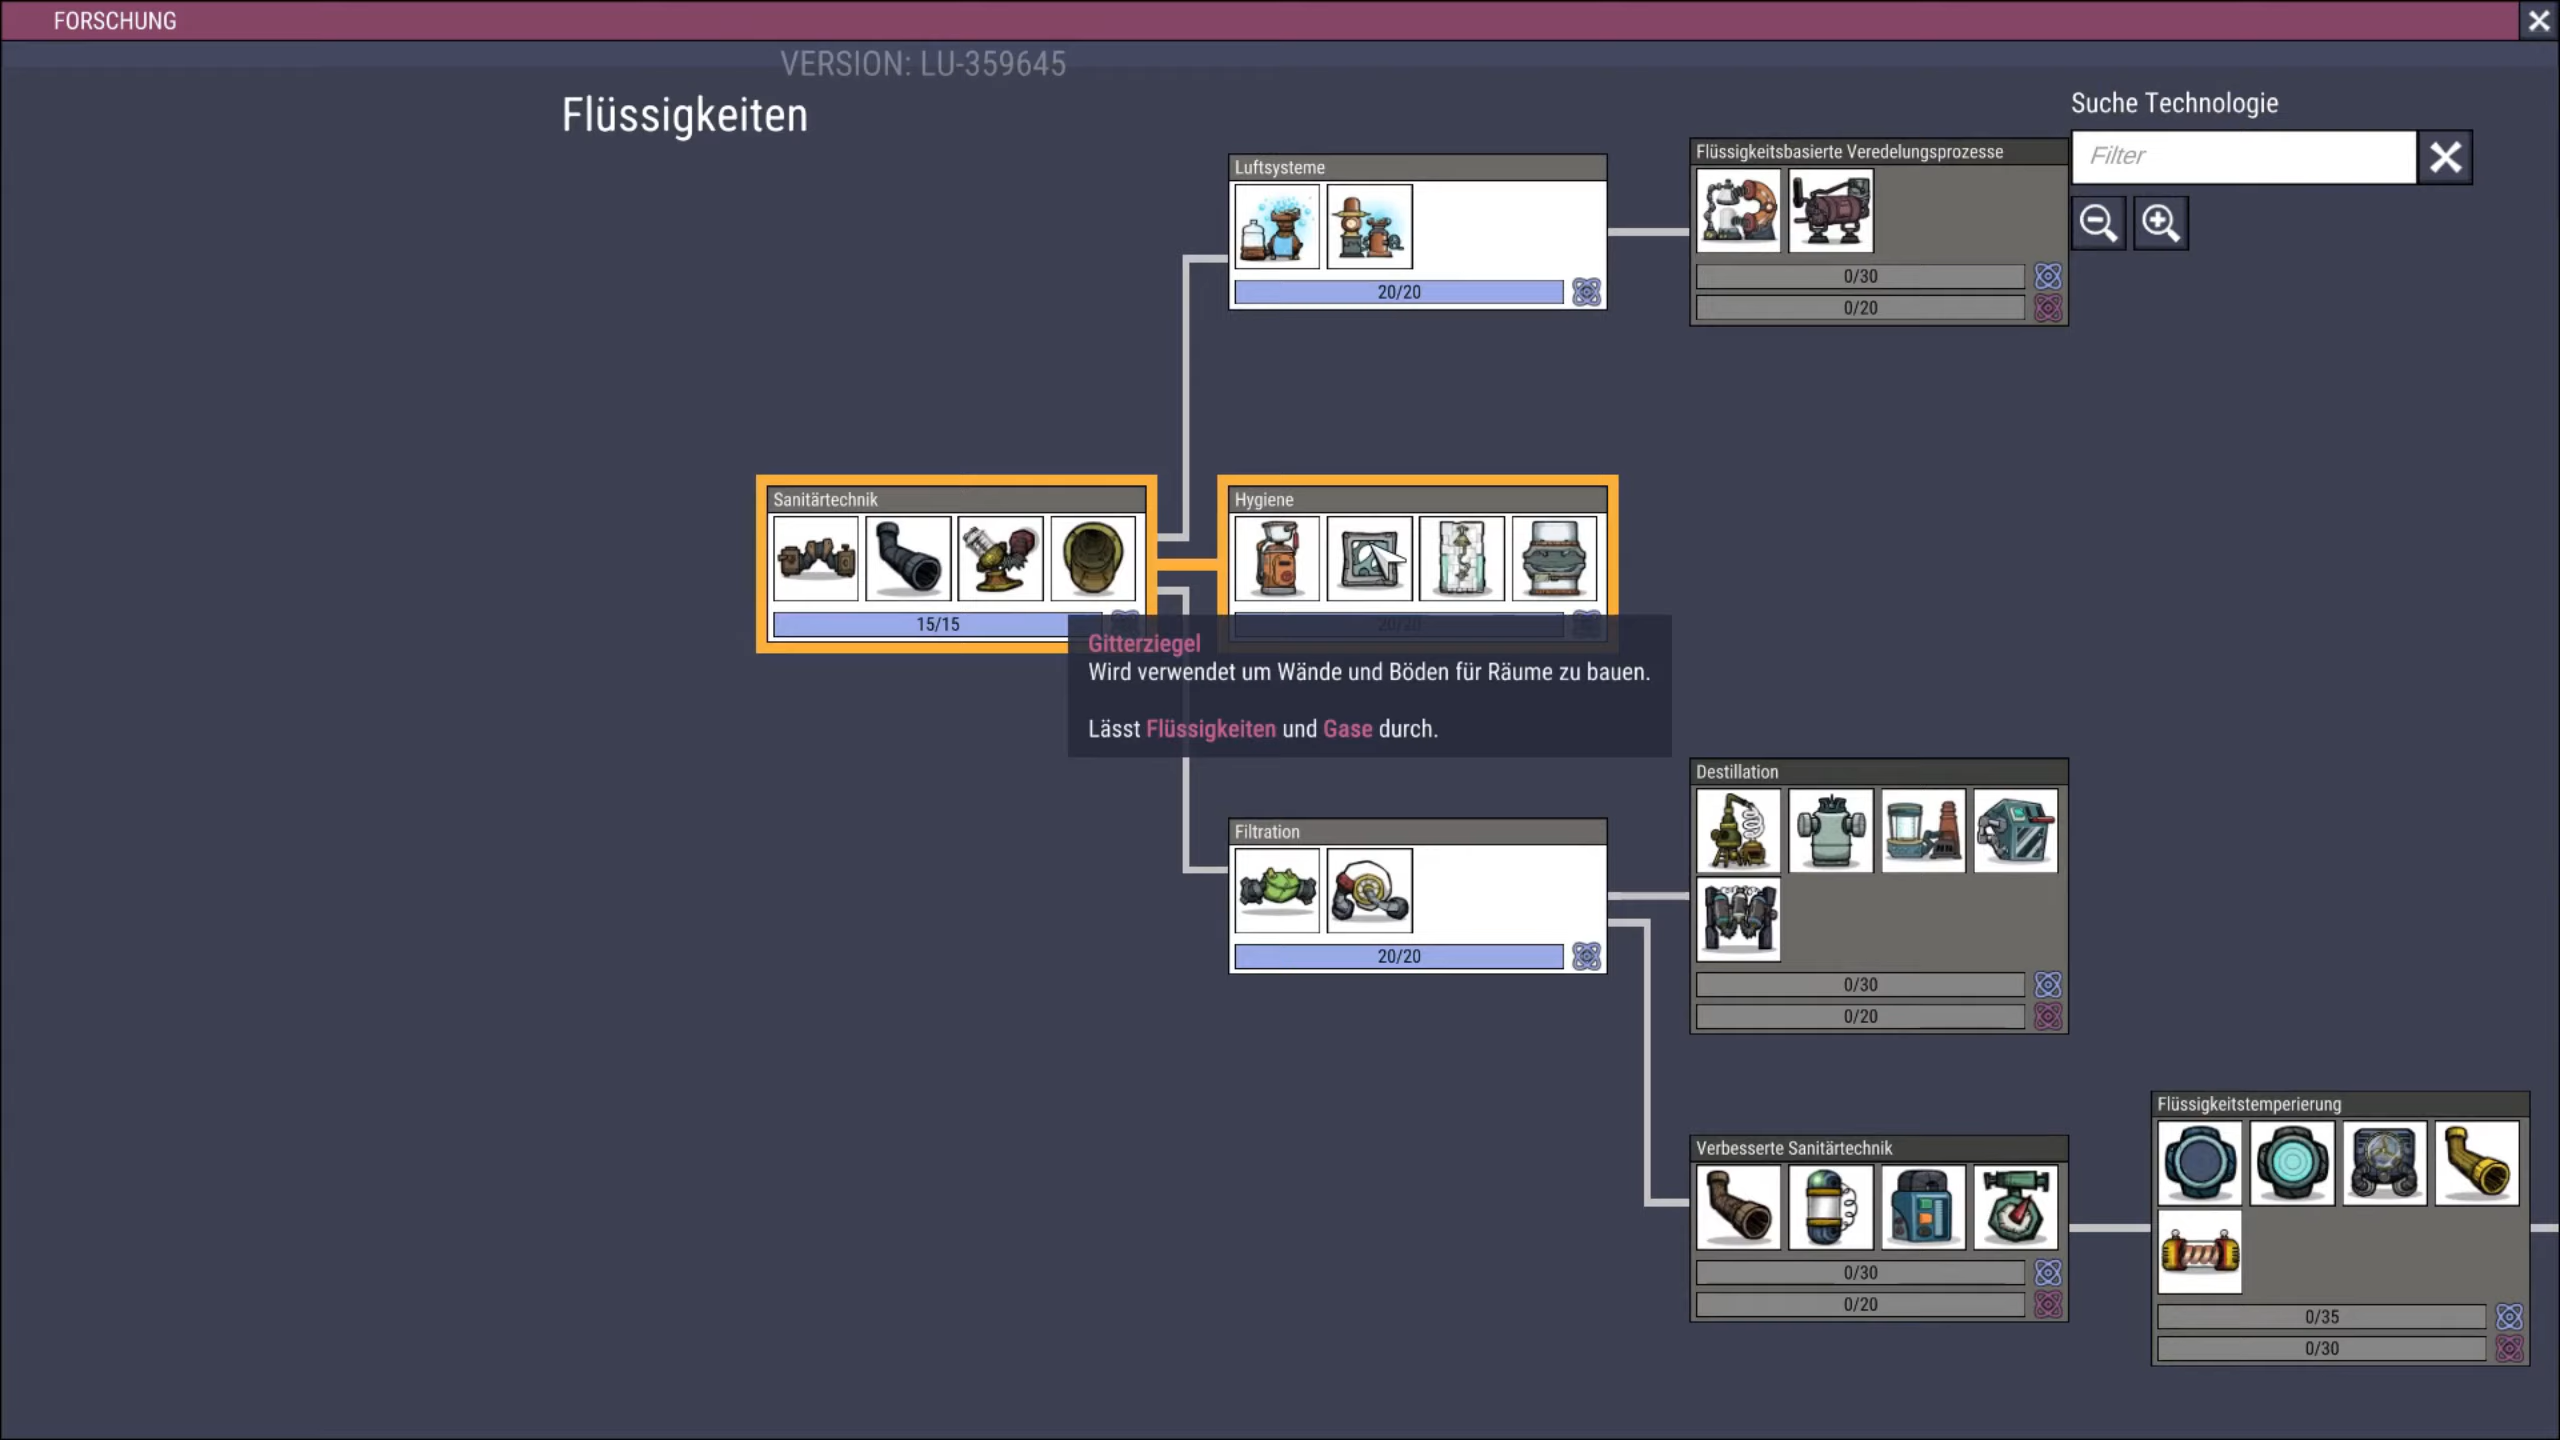 FORSCHUNG
VERSION: LU-359645
Flüssigkeiten
Suche Technologie
Filter
Luftsysteme
20/20
Flüssigkeitsbasierte Veredelungsprozesse
0/30
0/20
Sanitärtechnik
15/15
Hygiene
20/20
Gitterziegel
Wird verwendet um Wände und Böden für Räume zu bauen.
Lässt Flüssigkeiten und Gase durch.
Filtration
20/20
Destillation
0/30
0/20
Verbesserte Sanitärtechnik
0/30
0/20
Flüssigkeitstemperierung
0/35
0/30